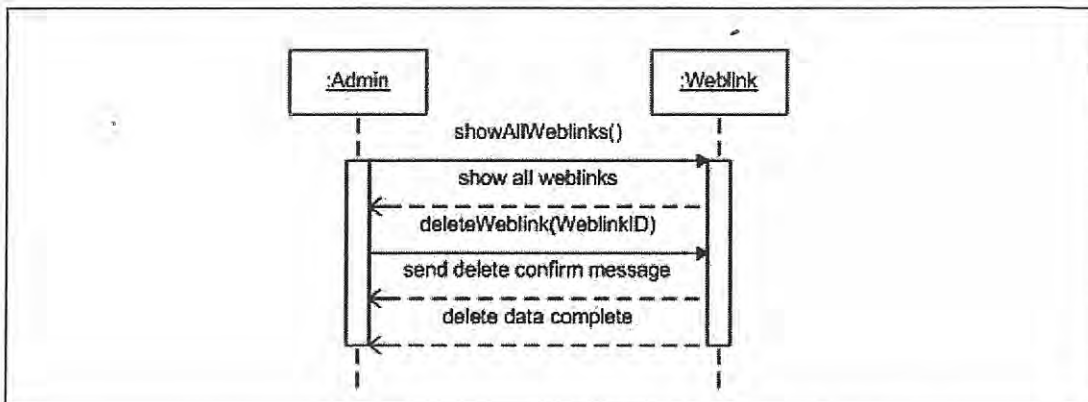 :Admin
:Weblink
showAllWeblinks()
show all weblinks
deleteWeblink(WeblinkID)
send delete confirm message
delete data complete